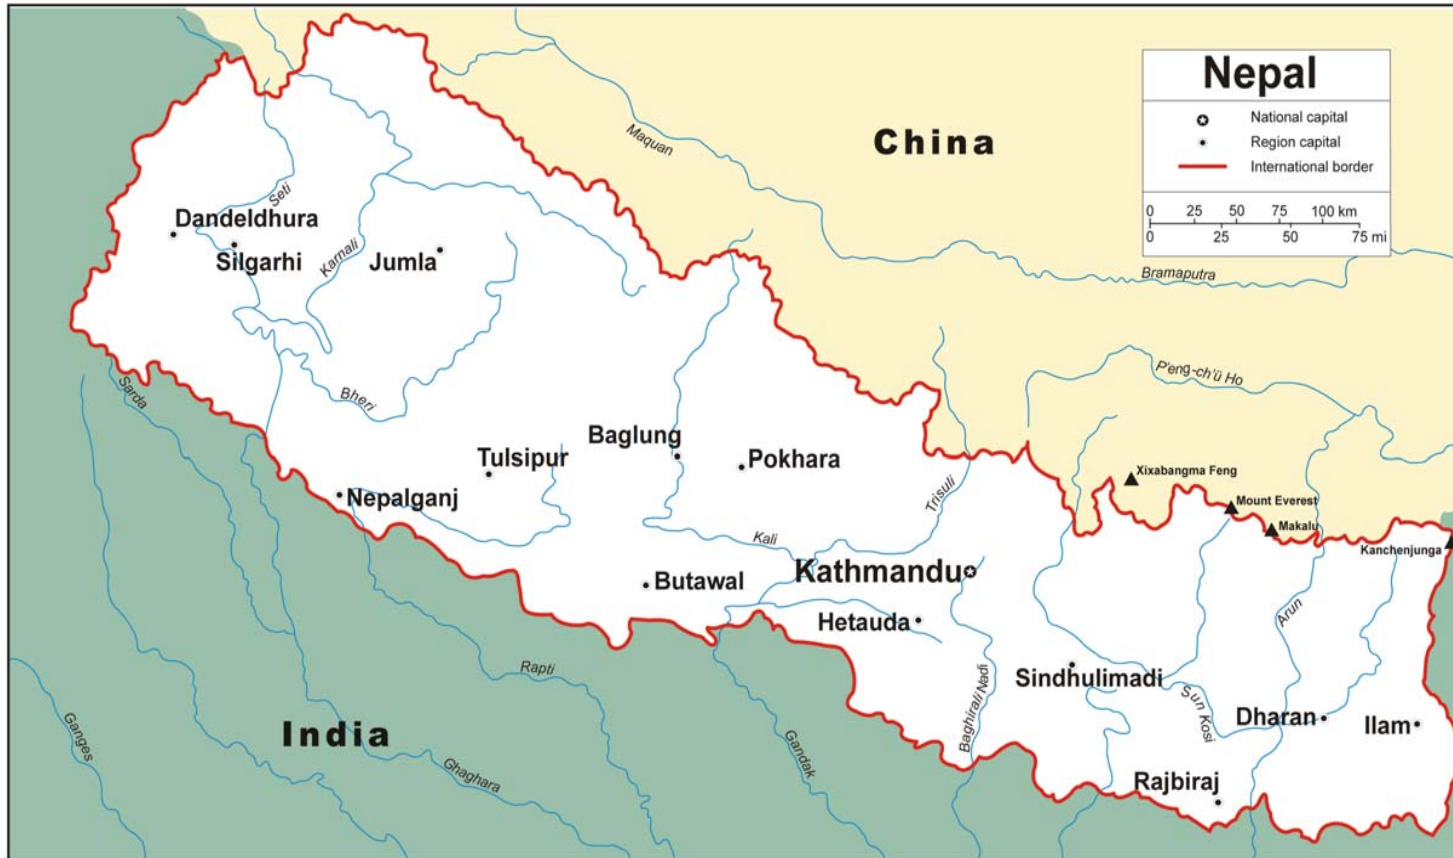 Nepal
National capital
Region capital
International border
0 25 50 75 100 km
0 25 50 75 mi
China
Maquan
Bramaputra
Seti
Dandeldhura
Silgarhi
Karnali
Jumla
P'eng-ch'ü Ho
Sarda
Bheri
Baglung
Tulsipur
Pokhara
Nepalganj
Trisuli
Xixabangma Feng
Mount Everest
Makalu
Kanchenjunga
Kali
Kathmandu
Butawal
Hetauda
Arun
Rapti
Sindhulimadi
Baghirali/Nadi
Sun Kosi
Dharan
Ilam
Ganges
India
Ghaghara
Gandak
Rajbiraj